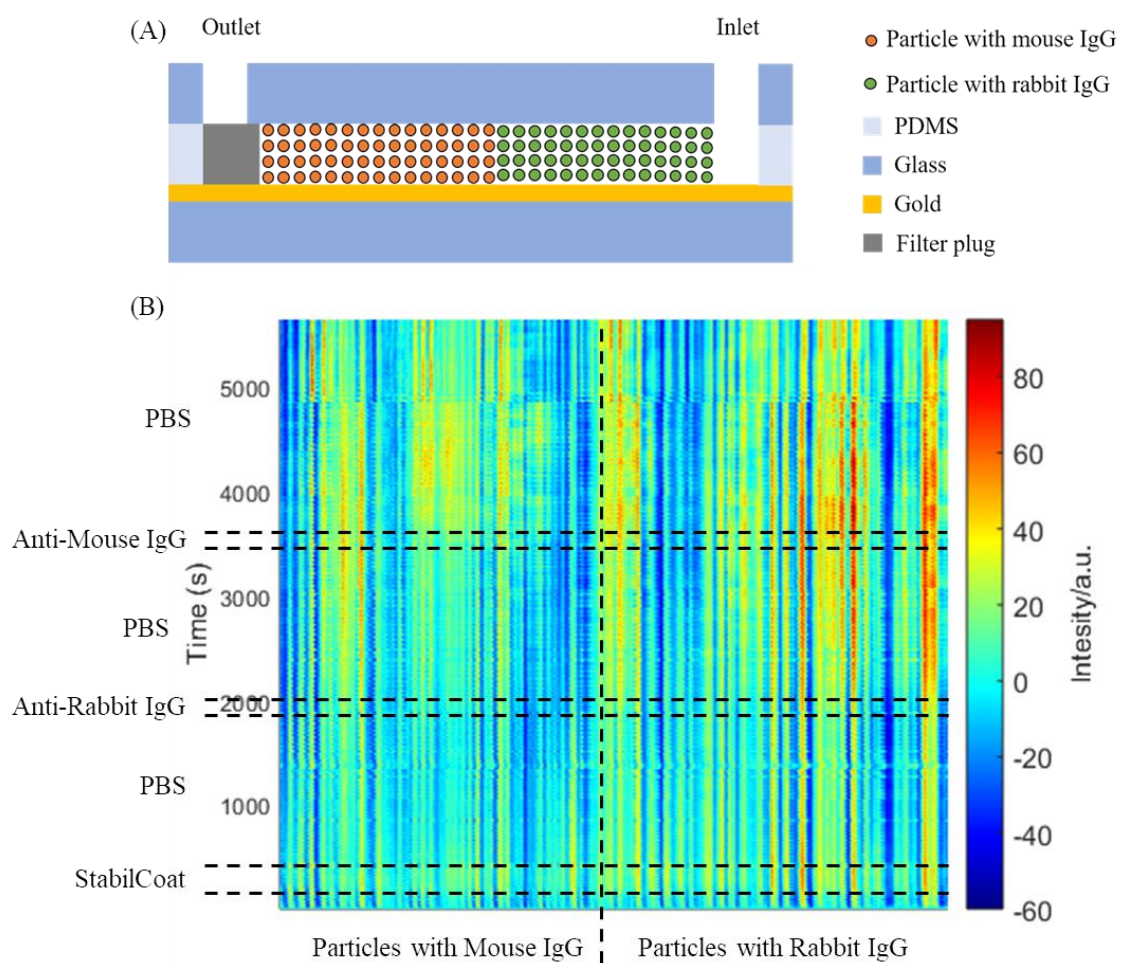 (A)
Outlet
Inlet
Particle with mouse IgG
Particle with rabbit IgG
PDMS
Glass
Gold
Filter plug
(B)
PBS
Anti-Mouse IgG
PBS
Anti-Rabbit IgG
PBS
StabilCoat
Time (s)
5000
4000
3000
2000
1000
80
60
40
20
0
-20
-40
-60
Intesity/a.u.
Particles with Mouse IgG
Particles with Rabbit IgG